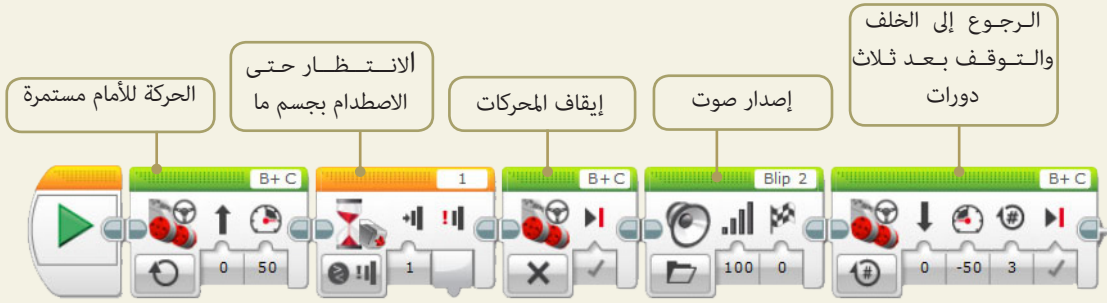 الحركة للأمام مستمرة
الانتظار حتى
الاصطدام بجسم ما
إيقاف المحركات
إصدار صوت
الرجوع إلى الخلف
والتوقف بعد ثلاث
دورات
B+ C
1
B+ C
Blip 2
B+ C
0 50
1
100 0
0 -50 3